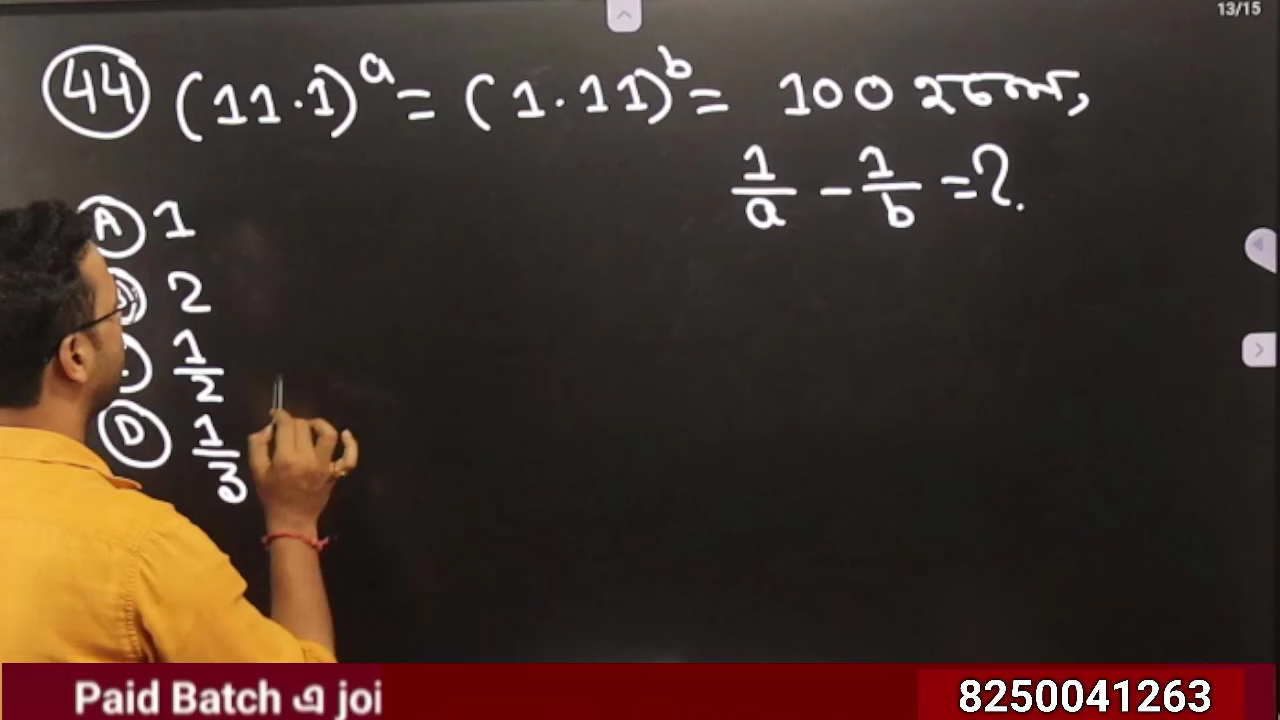 13/15
44 (11·1)^a = (1·11)^b = 100 হলে,
1/a - 1/b = ?
A 1
2
1/2
D 1/3
Paid Batch এ joi
8250041263